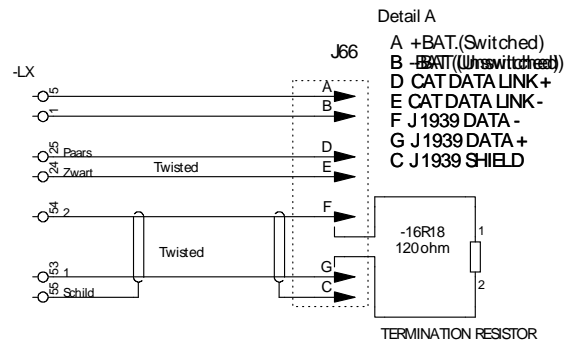 Detail A
A +BAT.(Switched)
B
D CAT DATA LINK+
E CAT DATA LINK-
F J1939 DATA -
G J1939 DATA +
C J1939 SHIELD
J66
-LX
5 A
1 B
25 Paars D
Twisted
24 Zwart E
54 2 F
-16R18
120 ohm
1
2
Twisted
53 1 G
55 Schild C
TERMINATION RESISTOR